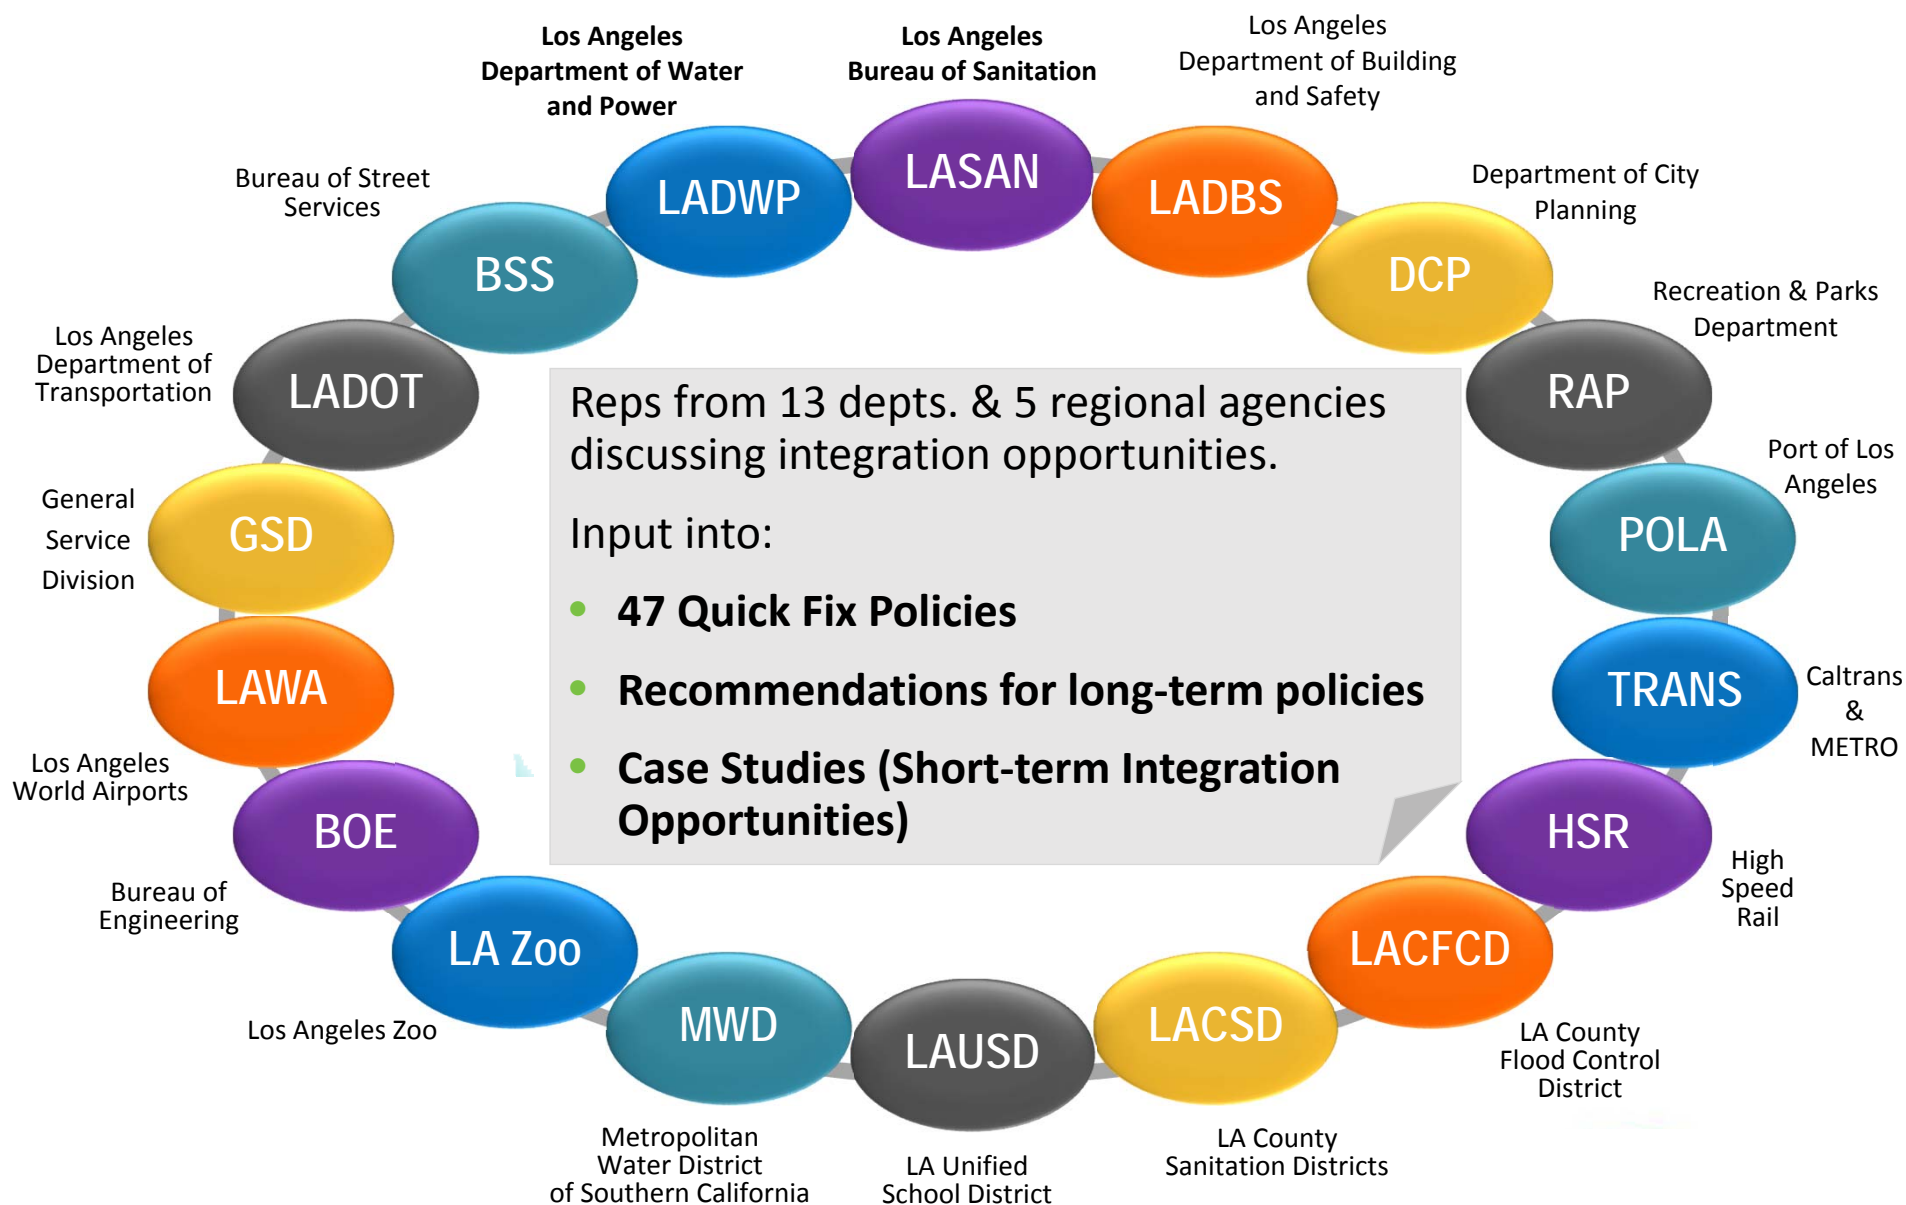 Los Angeles
Department of Water
and Power
Los Angeles
Bureau of Sanitation
Los Angeles
Department of Building
and Safety
LADWP
LASAN
LADBS
Bureau of Street
Services
BSS
Department of City
Planning
DCP
Los Angeles
Department of
Transportation
LADOT
Recreation & Parks
Department
RAP
General
Service
Division
GSD
Port of Los
Angeles
POLA
Reps from 13 depts. & 5 regional agencies
discussing integration opportunities.
Input into:
• 47 Quick Fix Policies
• Recommendations for long-term policies
• Case Studies (Short-term Integration
Opportunities)
LAWA
Los Angeles
World Airports
TRANS
Caltrans
&
METRO
BOE
Bureau of
Engineering
HSR
High
Speed
Rail
LA Zoo
Los Angeles Zoo
LACFCD
LA County
Flood Control
District
MWD
Metropolitan
Water District
of Southern California
LAUSD
LA Unified
School District
LACSD
LA County
Sanitation Districts